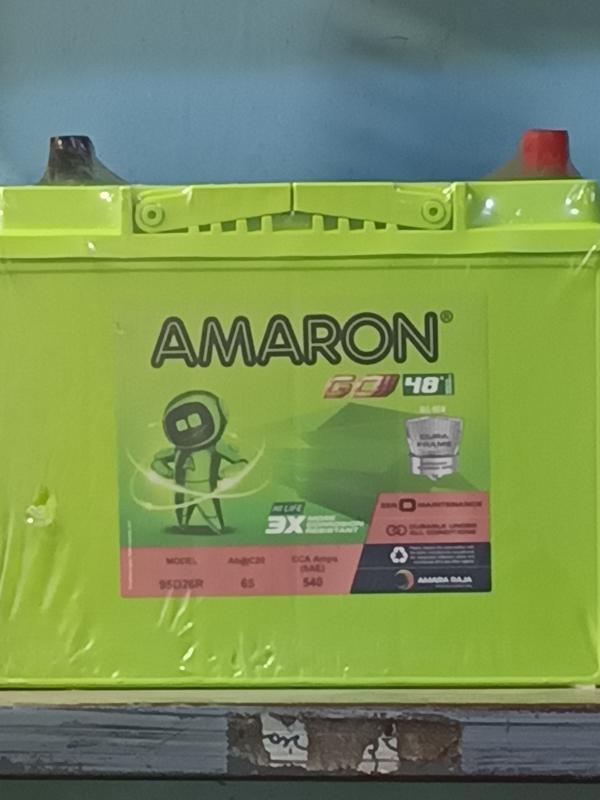 AMARON®
GO 48*
DURA
FRAME
HI LIFE
3X MORE
CORROSION
RESISTANT
ZERO MAINTENANCE
DURABLE UNDER
ALL CONDITIONS
MODEL Ah@C20 CCA Amps
(SAE)
95D26R 65 540
AMARA RAJA